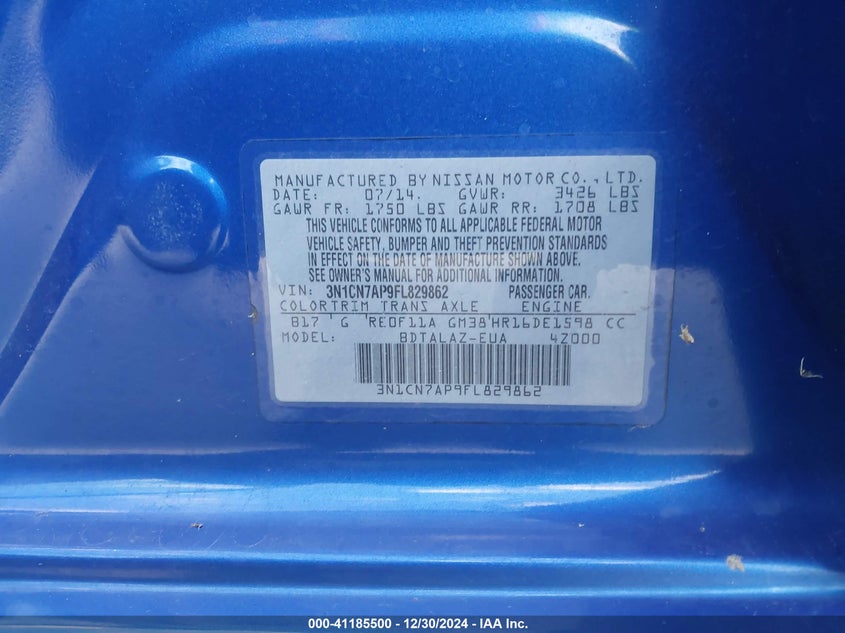 MANUFACTURED BY NISSAN MOTOR CO., LTD.
DATE: 07/14. GVWR: 3426 LBS
GAWR FR: 1750 LBS GAWR RR: 1708 LBS
THIS VEHICLE CONFORMS TO ALL APPLICABLE FEDERAL MOTOR
VEHICLE SAFETY, BUMPER AND THEFT PREVENTION STANDARDS
IN EFFECT ON THE DATE OF MANUFACTURE SHOWN ABOVE.
SEE OWNER'S MANUAL FOR ADDITIONAL INFORMATION.
VIN: 3N1CN7AP9FL829862 PASSENGER CAR.
COLOR TRIM TRANS AXLE ENGINE
B17 G RE0F11A GM38 HR16DE1598 CC
MODEL: BDTALAZ-EUA 4Z000
3N1CN7AP9FL829862
000-41185500 - 12/30/2024 - IAA Inc.